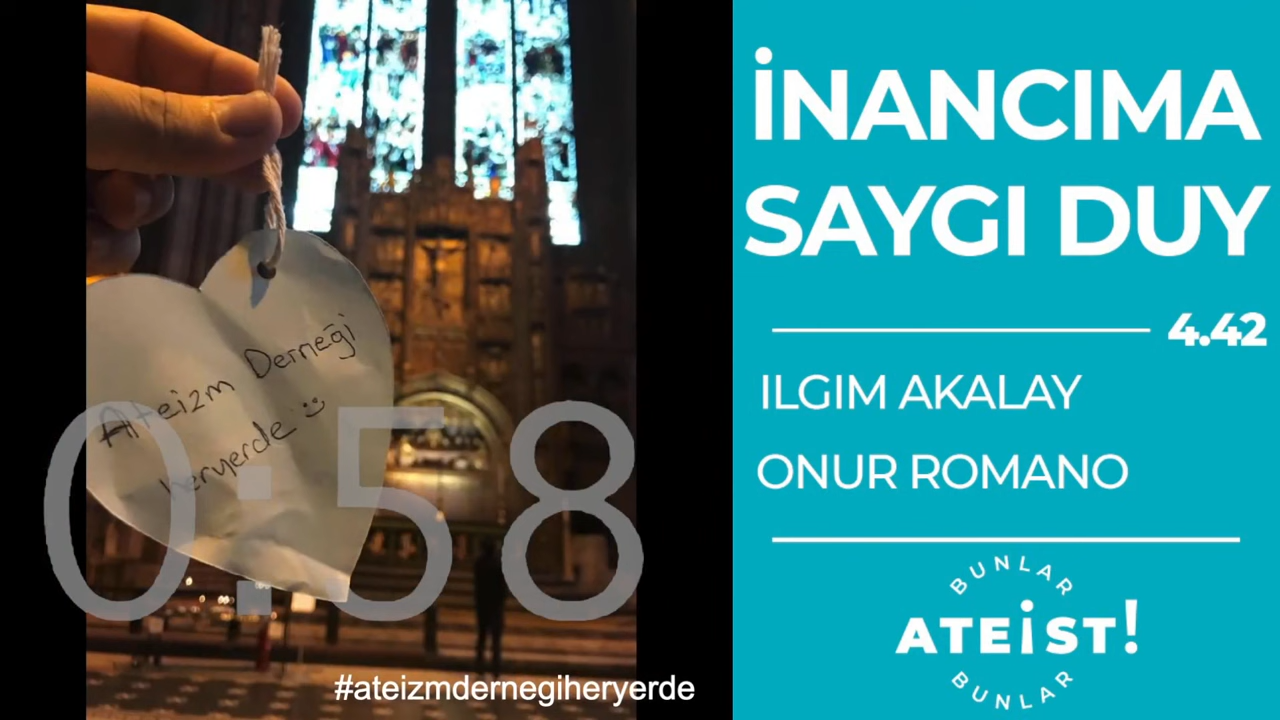 Ateizm Derneği
heryerde :)
0:58
#ateizmdernegiheryerde
İNANCIMA
SAYGI DUY
4.42
ILGIM AKALAY
ONUR ROMANO
BUNLAR
ATEİST!
BUNLAR